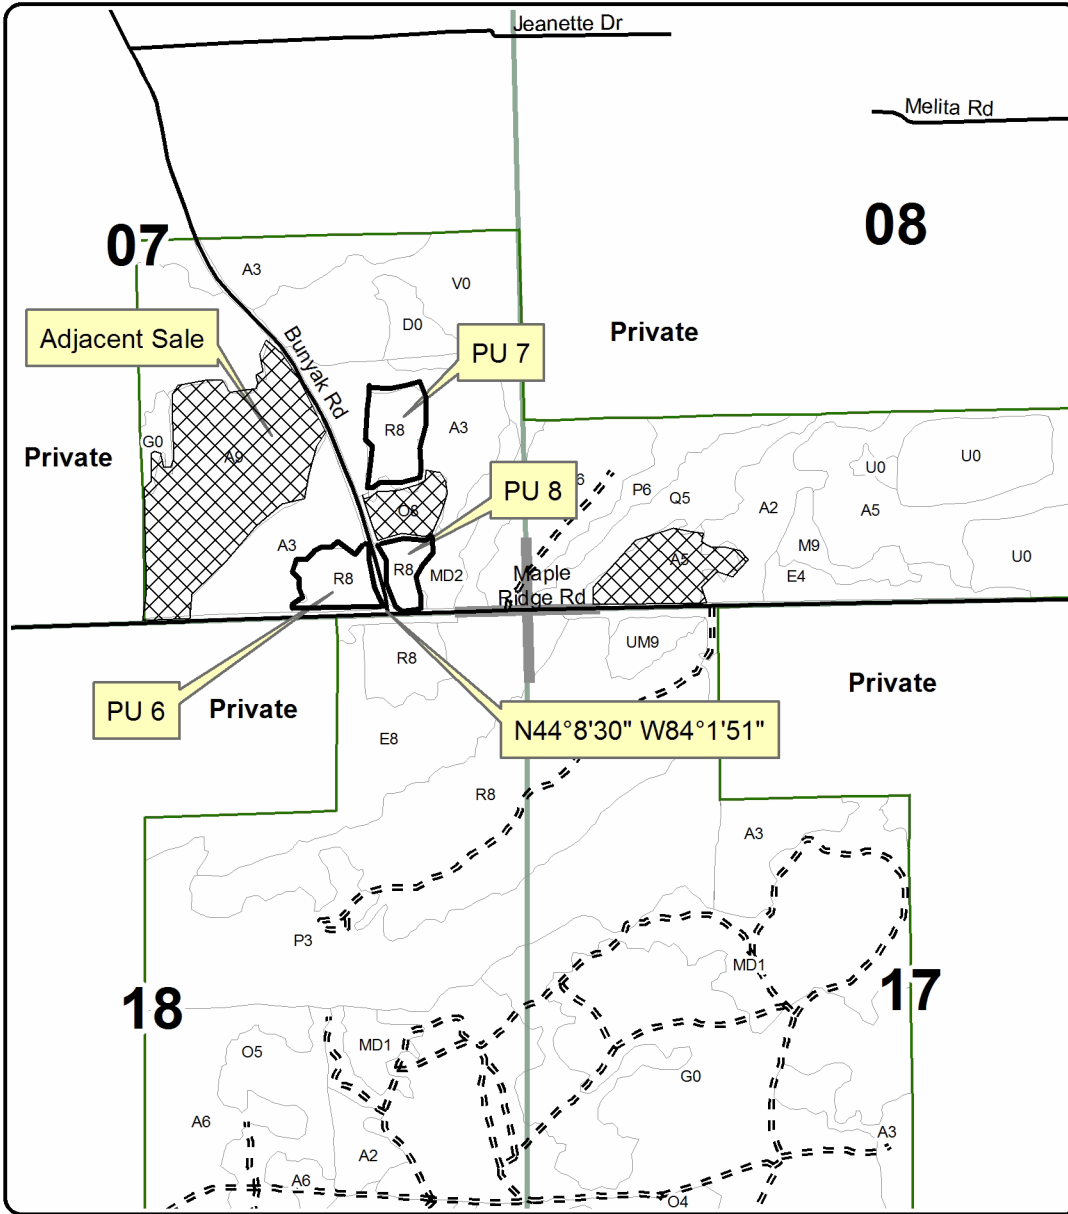 Jeanette Dr
Melita Rd
08
07
A3
V0
D0
Adjacent Sale
Private
Bunyak Rd
PU 7
R8
A3
G0
Private
A9
U0
U0
PU 8
6
P6
Q5
A2
A5
O8
A3
M9
A5
U0
R8
R8
MD2
Maple
Ridge Rd
E4
R8
UM9
Private
PU 6
Private
N44°8'30" W84°1'51"
E8
R8
A3
P3
MD1
18
17
O5
MD1
G0
A6
A2
A3
A6
O4